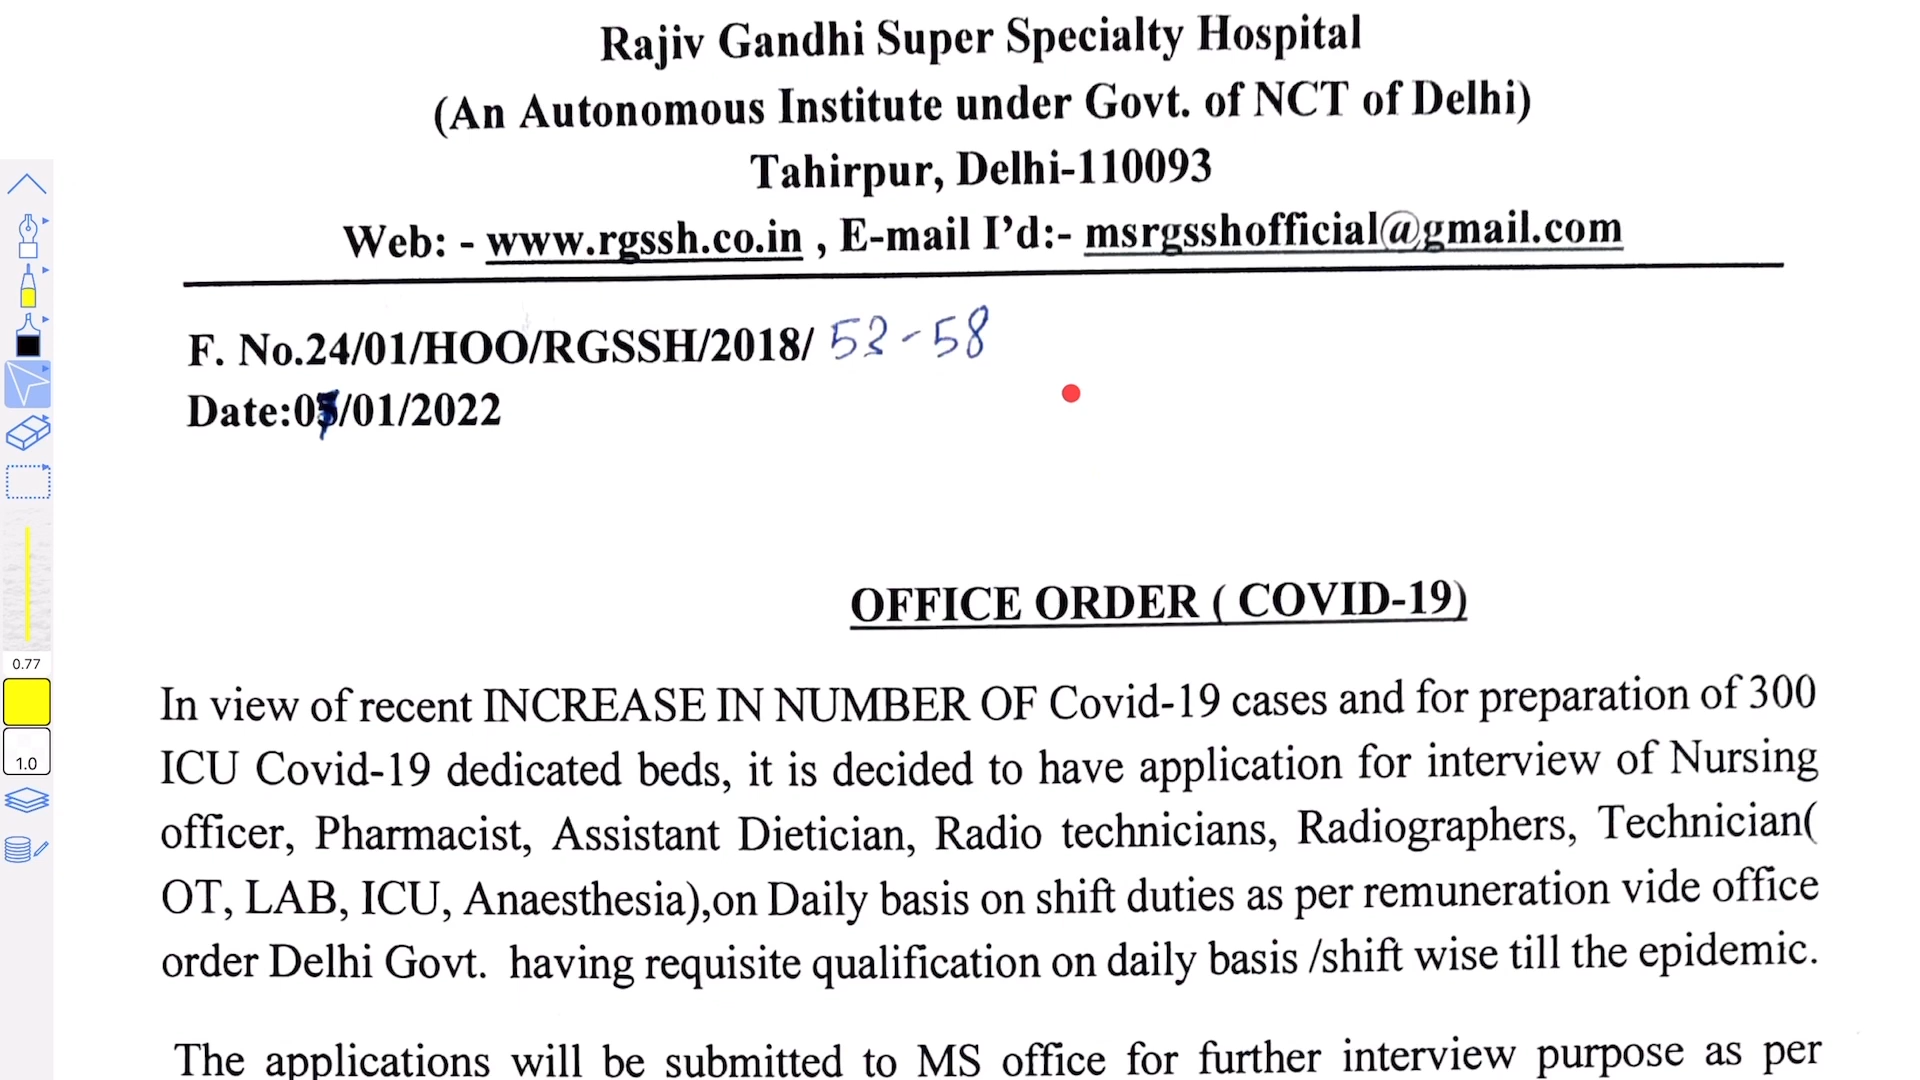 Rajiv Gandhi Super Specialty Hospital
(An Autonomous Institute under Govt. of NCT of Delhi)
Tahirpur, Delhi-110093
Web: - www.rgssh.co.in , E-mail I’d:- msrgsshofficial@gmail.com
F. No.24/01/HOO/RGSSH/2018/ 53-58
Date:07/01/2022
OFFICE ORDER ( COVID-19)
In view of recent INCREASE IN NUMBER OF Covid-19 cases and for preparation of 300
ICU Covid-19 dedicated beds, it is decided to have application for interview of Nursing
officer, Pharmacist, Assistant Dietician, Radio technicians, Radiographers, Technician(
OT, LAB, ICU, Anaesthesia),on Daily basis on shift duties as per remuneration vide office
order Delhi Govt. having requisite qualification on daily basis /shift wise till the epidemic.
The applications will be submitted to MS office for further interview purpose as per
0.77
1.0